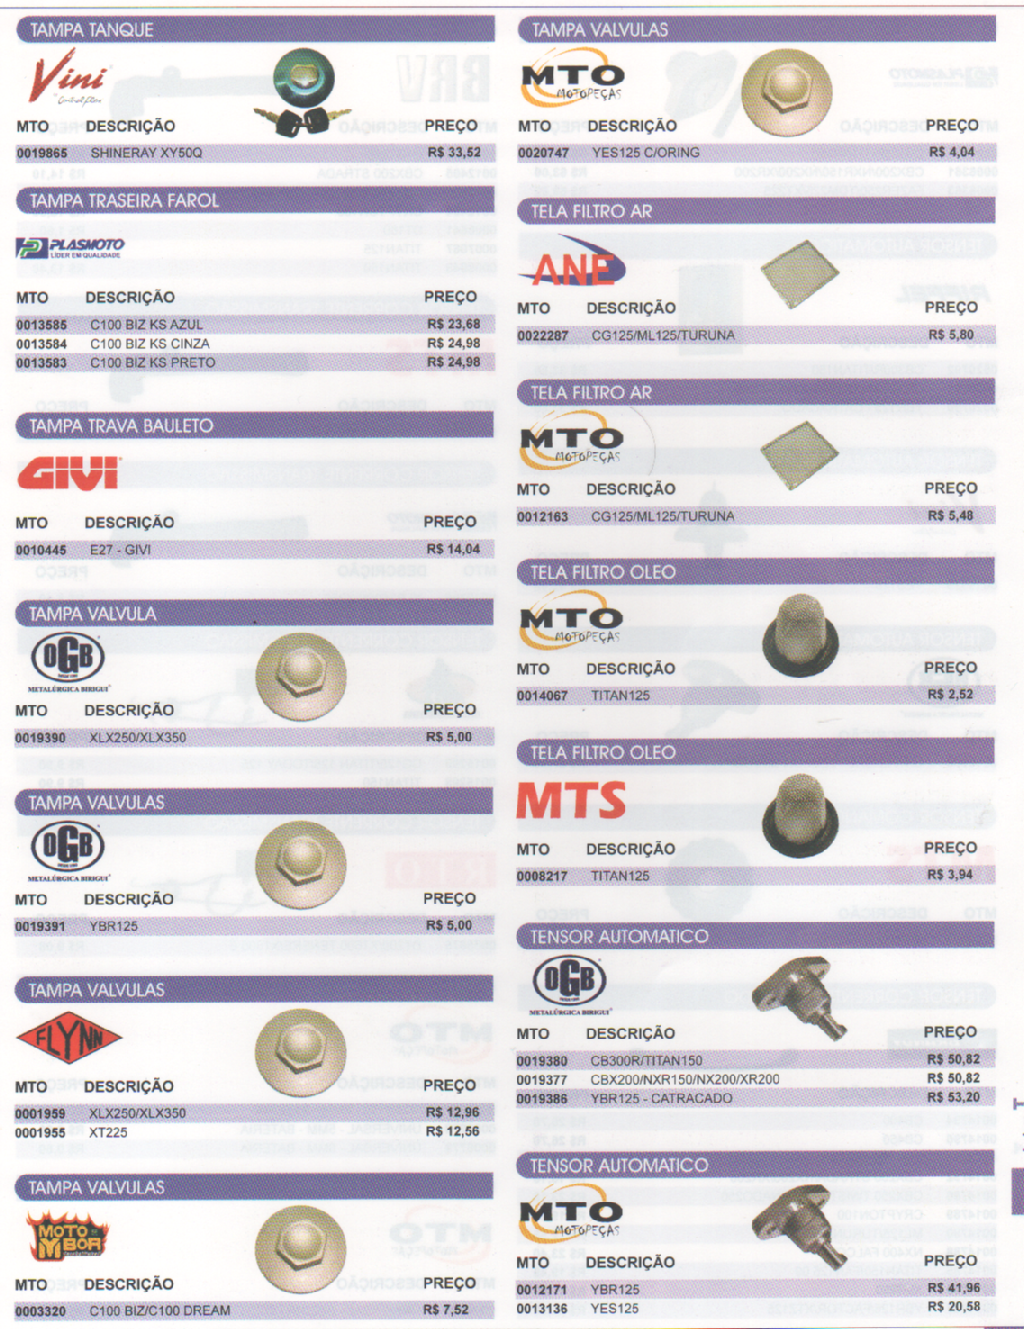 TAMPA TANQUE
Vini
MTO DESCRIÇÃO PREÇO
0019865 SHINERAY XY50Q R$ 33,52
TAMPA TRASEIRA FAROL
PLASMOTO
LÍDER EM QUALIDADE
MTO DESCRIÇÃO PREÇO
0013585 C100 BIZ KS AZUL R$ 23,68
0013584 C100 BIZ KS CINZA R$ 24,98
0013583 C100 BIZ KS PRETO R$ 24,98
TAMPA TRAVA BAULETO
GIVI
MTO DESCRIÇÃO PREÇO
0010445 E27 - GIVI R$ 14,04
TAMPA VALVULA
OGB
METALÚRGICA BIRIGUI
MTO DESCRIÇÃO PREÇO
0019390 XLX250/XLX350 R$ 5,00
TAMPA VALVULAS
OGB
METALÚRGICA BIRIGUI
MTO DESCRIÇÃO PREÇO
0019391 YBR125 R$ 5,00
TAMPA VALVULAS
FLYNN
MTO DESCRIÇÃO PREÇO
0001959 XLX250/XLX350 R$ 12,96
0001955 XT225 R$ 12,56
TAMPA VALVULAS
MOTO
BOR
MTO DESCRIÇÃO PREÇO
0003320 C100 BIZ/C100 DREAM R$ 7,52
TAMPA VALVULAS
MTO
MOTOPEÇAS
MTO DESCRIÇÃO PREÇO
0020747 YES125 C/ORING R$ 4,04
TELA FILTRO AR
ANE
MTO DESCRIÇÃO PREÇO
0022287 CG125/ML125/TURUNA R$ 5,80
TELA FILTRO AR
MTO
MOTOPEÇAS
MTO DESCRIÇÃO PREÇO
0012163 CG125/ML125/TURUNA R$ 5,48
TELA FILTRO OLEO
MTO
MOTOPEÇAS
MTO DESCRIÇÃO PREÇO
0014067 TITAN125 R$ 2,52
TELA FILTRO OLEO
MTS
MTO DESCRIÇÃO PREÇO
0008217 TITAN125 R$ 3,94
TENSOR AUTOMATICO
OGB
METALÚRGICA BIRIGUI
MTO DESCRIÇÃO PREÇO
0019380 CB300R/TITAN150 R$ 50,82
0019377 CBX200/NXR150/NX200/XR200 R$ 50,82
0019386 YBR125 - CATRACADO R$ 53,20
TENSOR AUTOMATICO
MTO
MOTOPEÇAS
MTO DESCRIÇÃO PREÇO
0012171 YBR125 R$ 41,96
0013136 YES125 R$ 20,58